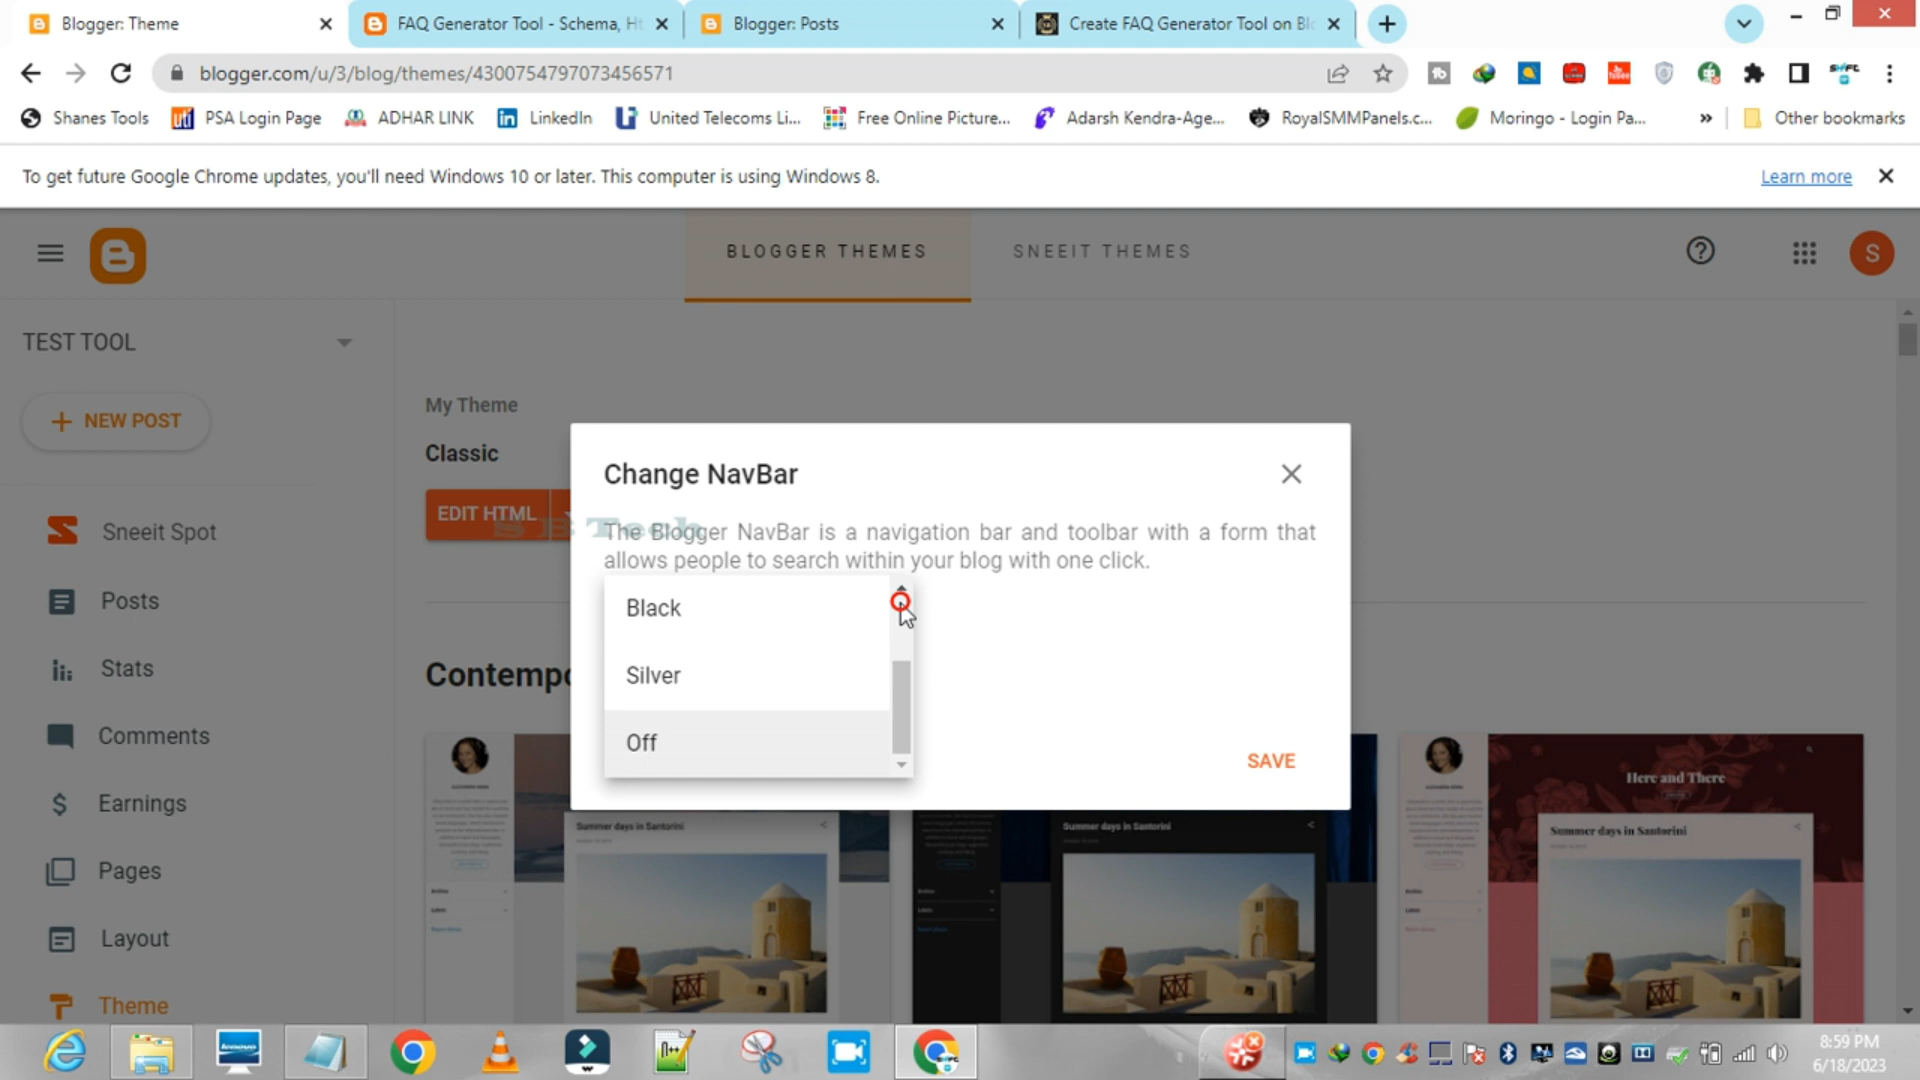 Blogger: Theme
FAQ Generator Tool - Schema, Ht
Blogger: Posts
Create FAQ Generator Tool on Blo
blogger.com/u/3/blog/themes/4300754797073456571
Shanes Tools
PSA Login Page
ADHAR LINK
LinkedIn
United Telecoms Li...
Free Online Picture...
Adarsh Kendra-Age...
RoyalSMMPanels.c...
Moringo - Login Pa...
Other bookmarks
To get future Google Chrome updates, you'll need Windows 10 or later. This computer is using Windows 8.
Learn more
BLOGGER THEMES
SNEEIT THEMES
S
TEST TOOL
NEW POST
My Theme
Classic
EDIT HTML
S B Tech
Change NavBar
The Blogger NavBar is a navigation bar and toolbar with a form that
allows people to search within your blog with one click.
Black
Silver
Off
SAVE
Sneeit Spot
Posts
Stats
Comments
Earnings
Pages
Layout
Theme
Contempo
Here and There
Summer days in Santorini
Summer days in Santorini
Summer days in Santorini
8:59 PM
6/18/2023